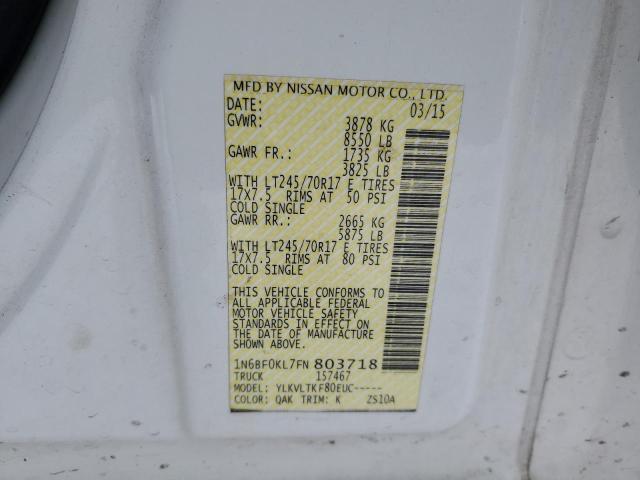 MFD BY NISSAN MOTOR CO., LTD.
DATE: 03/15
GVWR: 3878 KG
8550 LB
GAWR FR.: 1735 KG
3825 LB
WITH LT245/70R17 E TIRES
17X7.5 RIMS AT 50 PSI
COLD SINGLE
GAWR RR.: 2665 KG
5875 LB
WITH LT245/70R17 E TIRES
17X7.5 RIMS AT 80 PSI
COLD SINGLE
THIS VEHICLE CONFORMS TO
ALL APPLICABLE FEDERAL
MOTOR VEHICLE SAFETY
STANDARDS IN EFFECT ON
THE DATE OF MANUFACTURE
SHOWN ABOVE.
1N6BF0KL7FN803718
TRUCK 157467
MODEL: YLKVLTKF80EUC-----
COLOR: QAK TRIM: K ZS10A